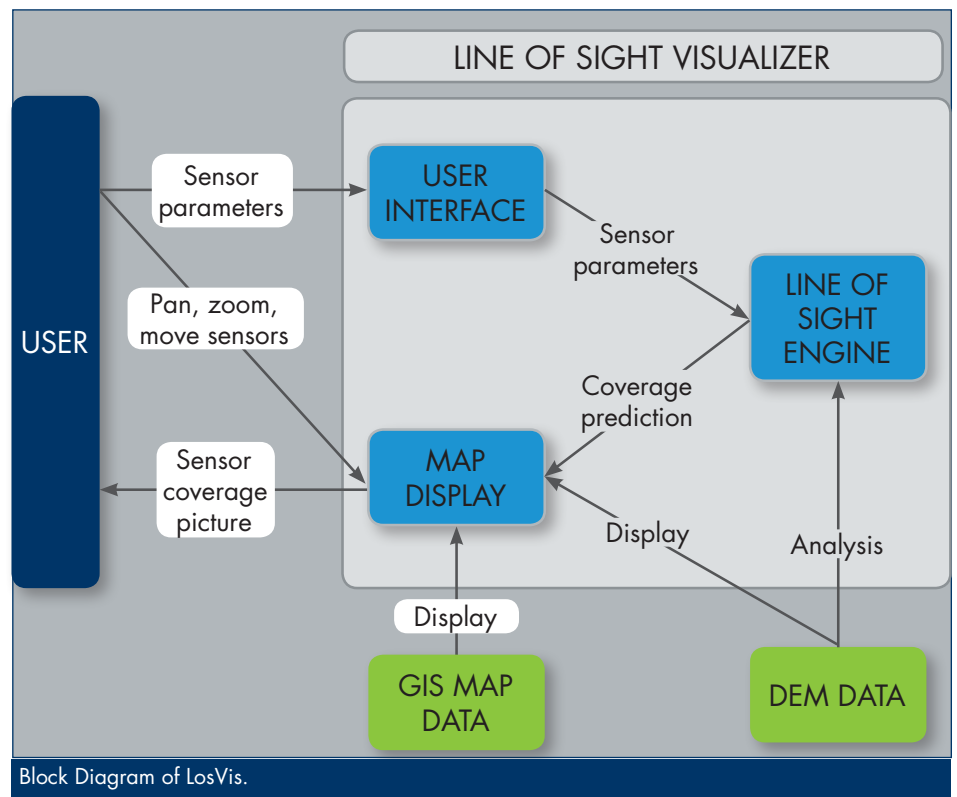 LINE OF SIGHT VISUALIZER
USER
Sensor
parameters
USER
INTERFACE
Sensor
parameters
Pan, zoom,
move sensors
LINE OF
SIGHT
ENGINE
Coverage
prediction
Sensor
coverage
picture
MAP
DISPLAY
Display
Analysis
Display
GIS MAP
DATA
DEM DATA
Block Diagram of LosVis.